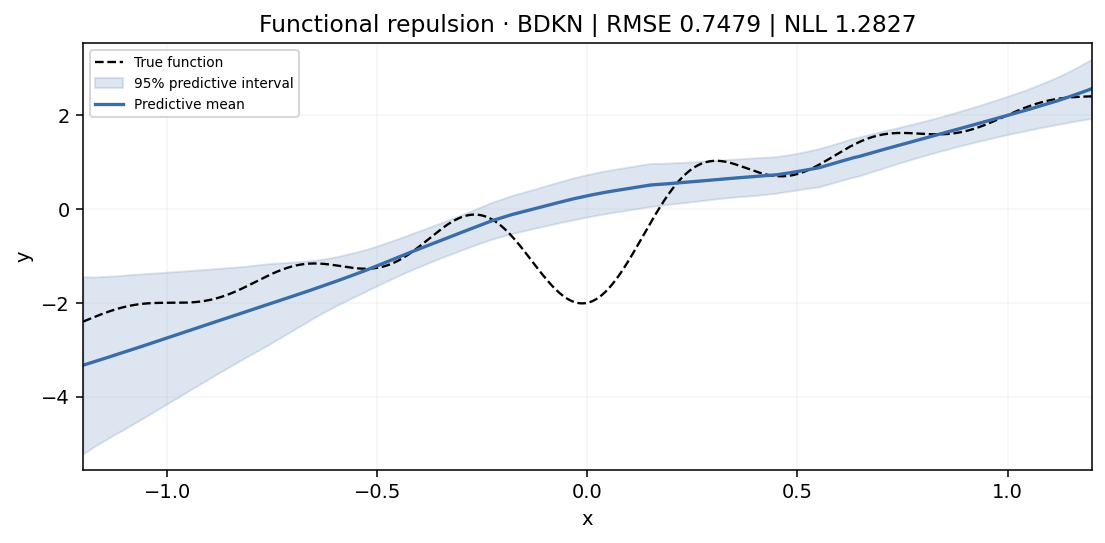 Functional repulsion · BDKN | RMSE 0.7479 | NLL 1.2827
True function
95% predictive interval
Predictive mean
y
2
0
−2
−4
−1.0
−0.5
0.0
0.5
1.0
x